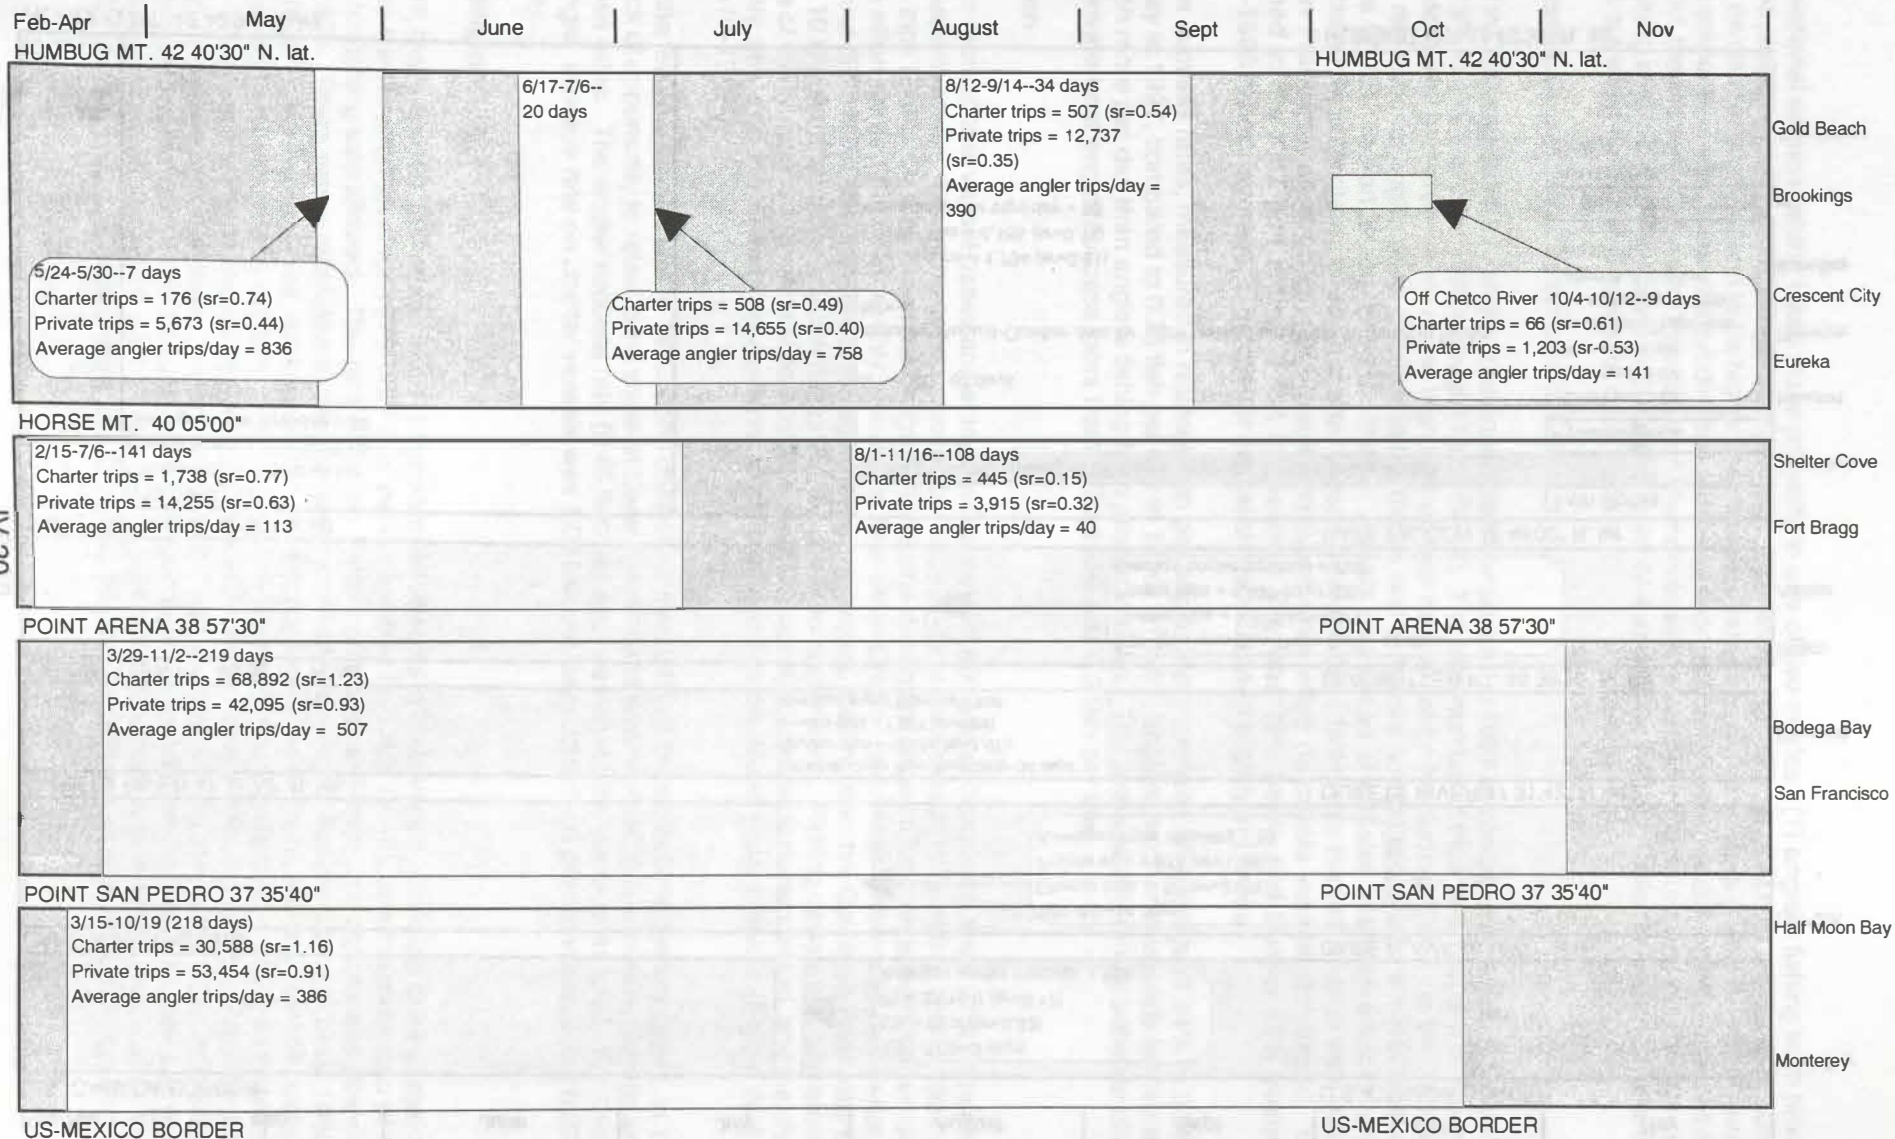 Feb-Apr | May | June | July | August | Sept | Oct | Nov |
HUMBUG MT. 42 40'30" N. lat.
HUMBUG MT. 42 40'30" N. lat.
6/17-7/6--
20 days
8/12-9/14--34 days
Charter trips = 507 (sr=0.54)
Private trips = 12,737
(sr=0.35)
Average angler trips/day =
390
Gold Beach
Brookings
5/24-5/30--7 days
Charter trips = 176 (sr=0.74)
Private trips = 5,673 (sr=0.44)
Average angler trips/day = 836
Charter trips = 508 (sr=0.49)
Private trips = 14,655 (sr=0.40)
Average angler trips/day = 758
Off Chetco River 10/4-10/12--9 days
Charter trips = 66 (sr=0.61)
Private trips = 1,203 (sr-0.53)
Average angler trips/day = 141
Crescent City
Eureka
HORSE MT. 40 05'00"
2/15-7/6--141 days
Charter trips = 1,738 (sr=0.77)
Private trips = 14,255 (sr=0.63)
Average angler trips/day = 113
8/1-11/16--108 days
Charter trips = 445 (sr=0.15)
Private trips = 3,915 (sr=0.32)
Average angler trips/day = 40
Shelter Cove
Fort Bragg
POINT ARENA 38 57'30"
POINT ARENA 38 57'30"
3/29-11/2--219 days
Charter trips = 68,892 (sr=1.23)
Private trips = 42,095 (sr=0.93)
Average angler trips/day = 507
Bodega Bay
San Francisco
POINT SAN PEDRO 37 35'40"
POINT SAN PEDRO 37 35'40"
3/15-10/19 (218 days)
Charter trips = 30,588 (sr=1.16)
Private trips = 53,454 (sr=0.91)
Average angler trips/day = 386
Half Moon Bay
Monterey
US-MEXICO BORDER
US-MEXICO BORDER